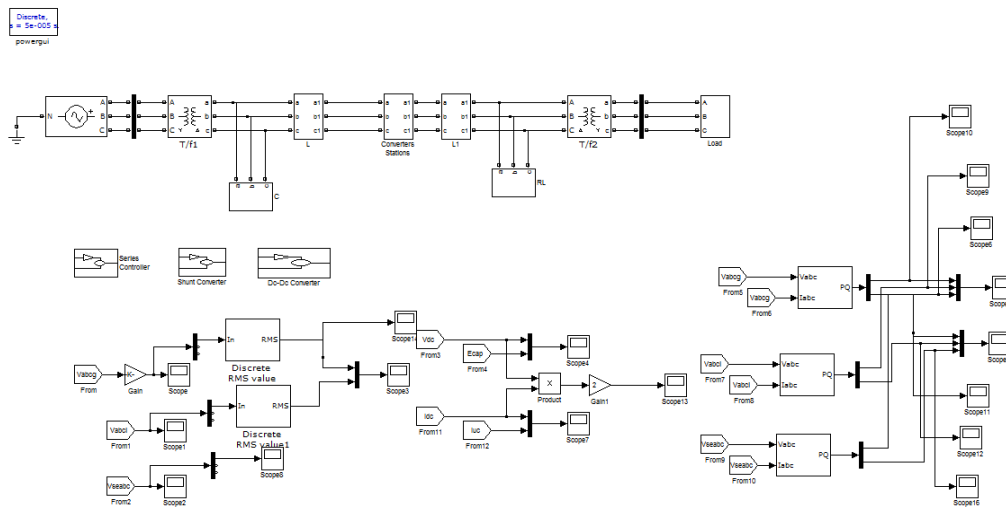 Discrete,
s = 5e-005 s.
powergui
N
A
B
C
A
B
C
Y
Δ
a
b
c
T/f1
a
b
c
a1
b1
c1
L
a
b
c
a1
b1
c1
Converters
Stations
a
b
c
a1
b1
c1
L1
A
B
C
Y
Δ
a
b
c
T/f2
A
B
C
Load
a
b
c
C
a
b
c
RL
Scope10
Scope9
Scope6
Series
Controller
Shunt Converter
Dc-Dc Converter
Vabcg
From5
Vabcg
From6
Vabc
Iabc
PQ
Scope
Vabcg
From
-K-
Gain
Scope
In
RMS
Discrete
RMS value
Vabcl
From1
Scope1
In
RMS
Discrete
RMS value1
Vseabc
From2
Scope2
Scope8
Scope14
Scope3
Vdc
From3
Ecap
From4
Scope4
X
Product
2
Gain1
Scope13
Idc
From11
Iuc
From12
Scope7
Vabcl
From7
Vabcl
From8
Vabc
Iabc
PQ
Scope
Scope11
Scope12
Vseabc
From9
Vseabc
From10
Vabc
Iabc
PQ
Scope16